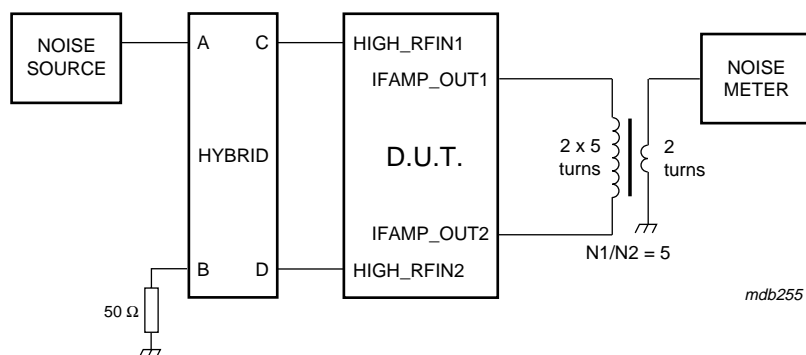 NOISE
SOURCE
A
C
HIGH_RFIN1
IFAMP_OUT1
NOISE
METER
HYBRID
D.U.T.
2 x 5
turns
2
turns
IFAMP_OUT2
N1/N2 = 5
B
D
HIGH_RFIN2
50 Ω
mdb255